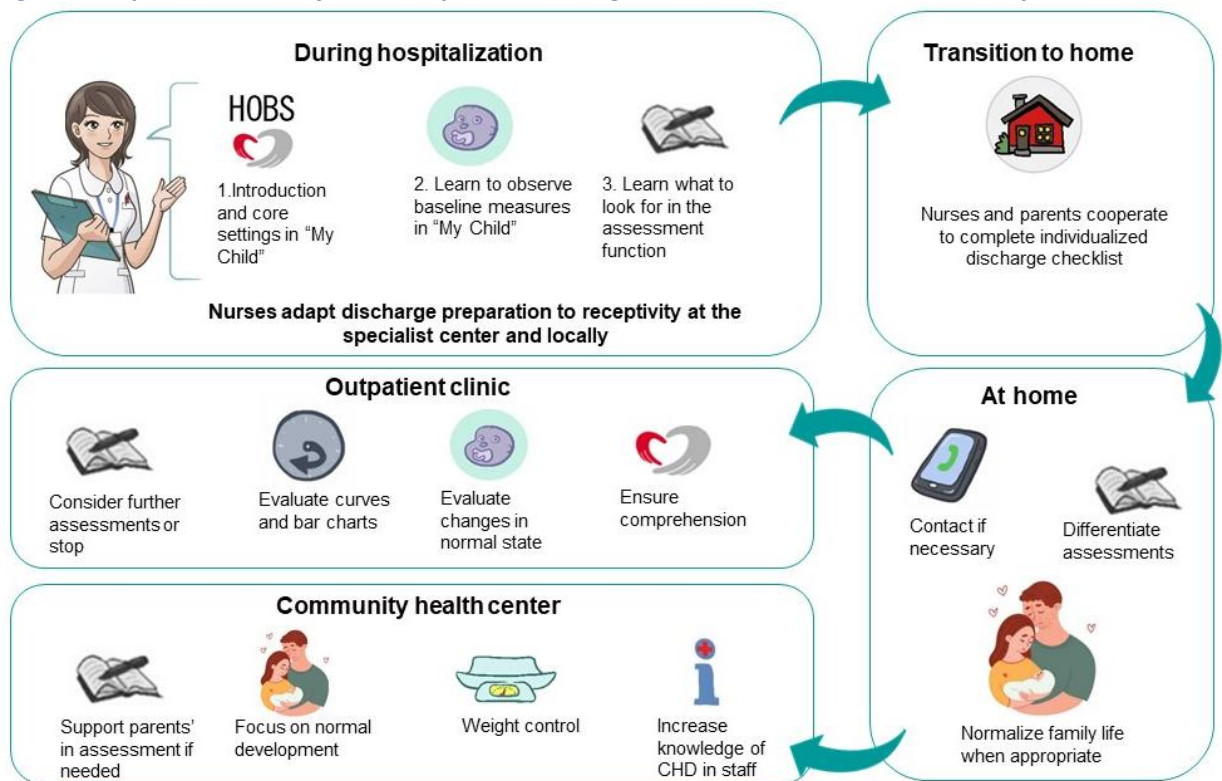 During hospitalization
HOBS
1.Introduction
and core
settings in “My
Child”
2. Learn to observe
baseline measures
in “My Child”
3. Learn what to
look for in the
assessment
function
Nurses adapt discharge preparation to receptivity at the
specialist center and locally
Transition to home
Nurses and parents cooperate
to complete individualized
discharge checklist
At home
Contact if
necessary
Differentiate
assessments
Normalize family life
when appropriate
Outpatient clinic
Consider further
assessments or
stop
Evaluate curves
and bar charts
Evaluate
changes in
normal state
Ensure
comprehension
Community health center
Support parents’
in assessment if
needed
Focus on normal
development
Weight control
Increase
knowledge of
CHD in staff